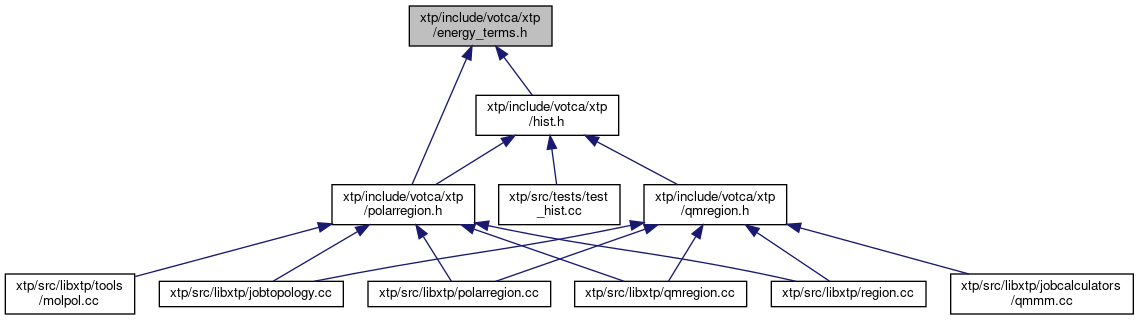 xtp/include/votca/xtp
/energy_terms.h
xtp/include/votca/xtp
/hist.h
xtp/include/votca/xtp
/polarregion.h
xtp/src/tests/test
_hist.cc
xtp/include/votca/xtp
/qmregion.h
xtp/src/libxtp/tools
/molpol.cc
xtp/src/libxtp/jobtopology.cc
xtp/src/libxtp/polarregion.cc
xtp/src/libxtp/qmregion.cc
xtp/src/libxtp/region.cc
xtp/src/libxtp/jobcalculators
/qmmm.cc